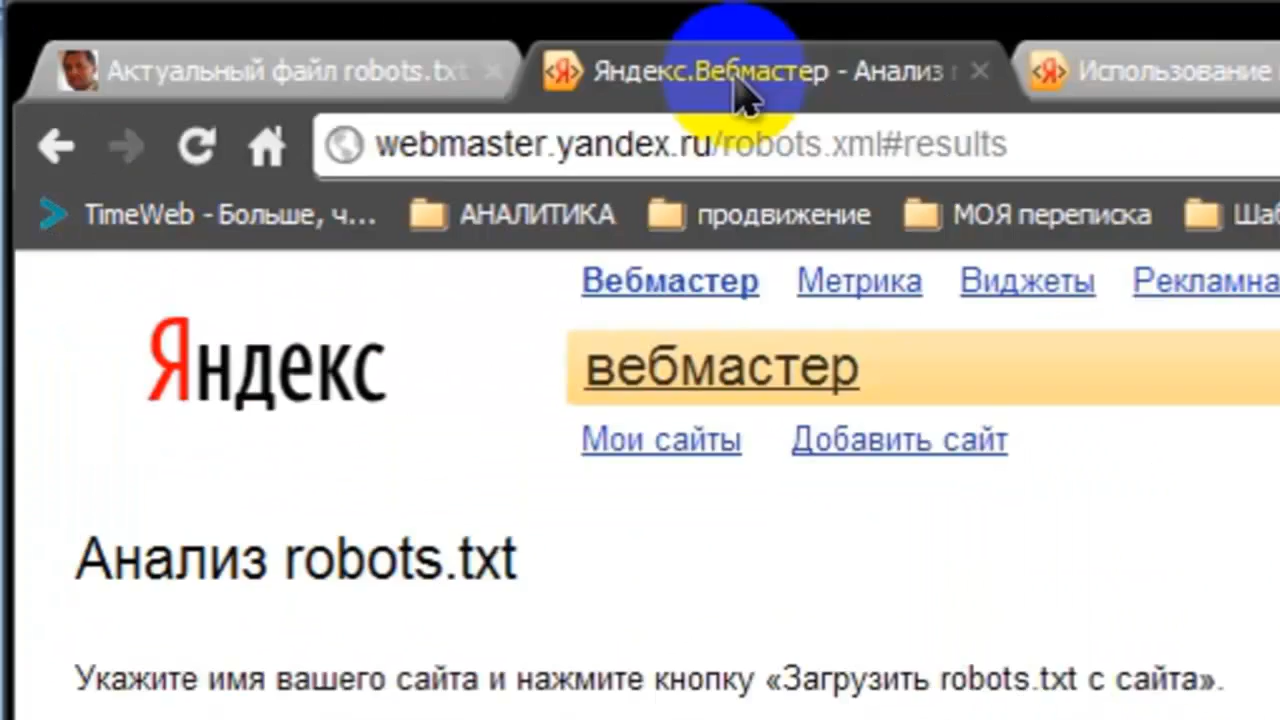 Актуальный файл robots.txt
Яндекс.Вебмастер - Анализ
Использование
webmaster.yandex.ru/robots.xml#results
TimeWeb - Больше, ч...
АНАЛИТИКА
продвижение
МОЯ переписка
Шаб
Вебмастер Метрика Виджеты Рекламна
Яндекс
вебмастер
Мои сайты Добавить сайт
Анализ robots.txt
Укажите имя вашего сайта и нажмите кнопку «Загрузить robots.txt с сайта».